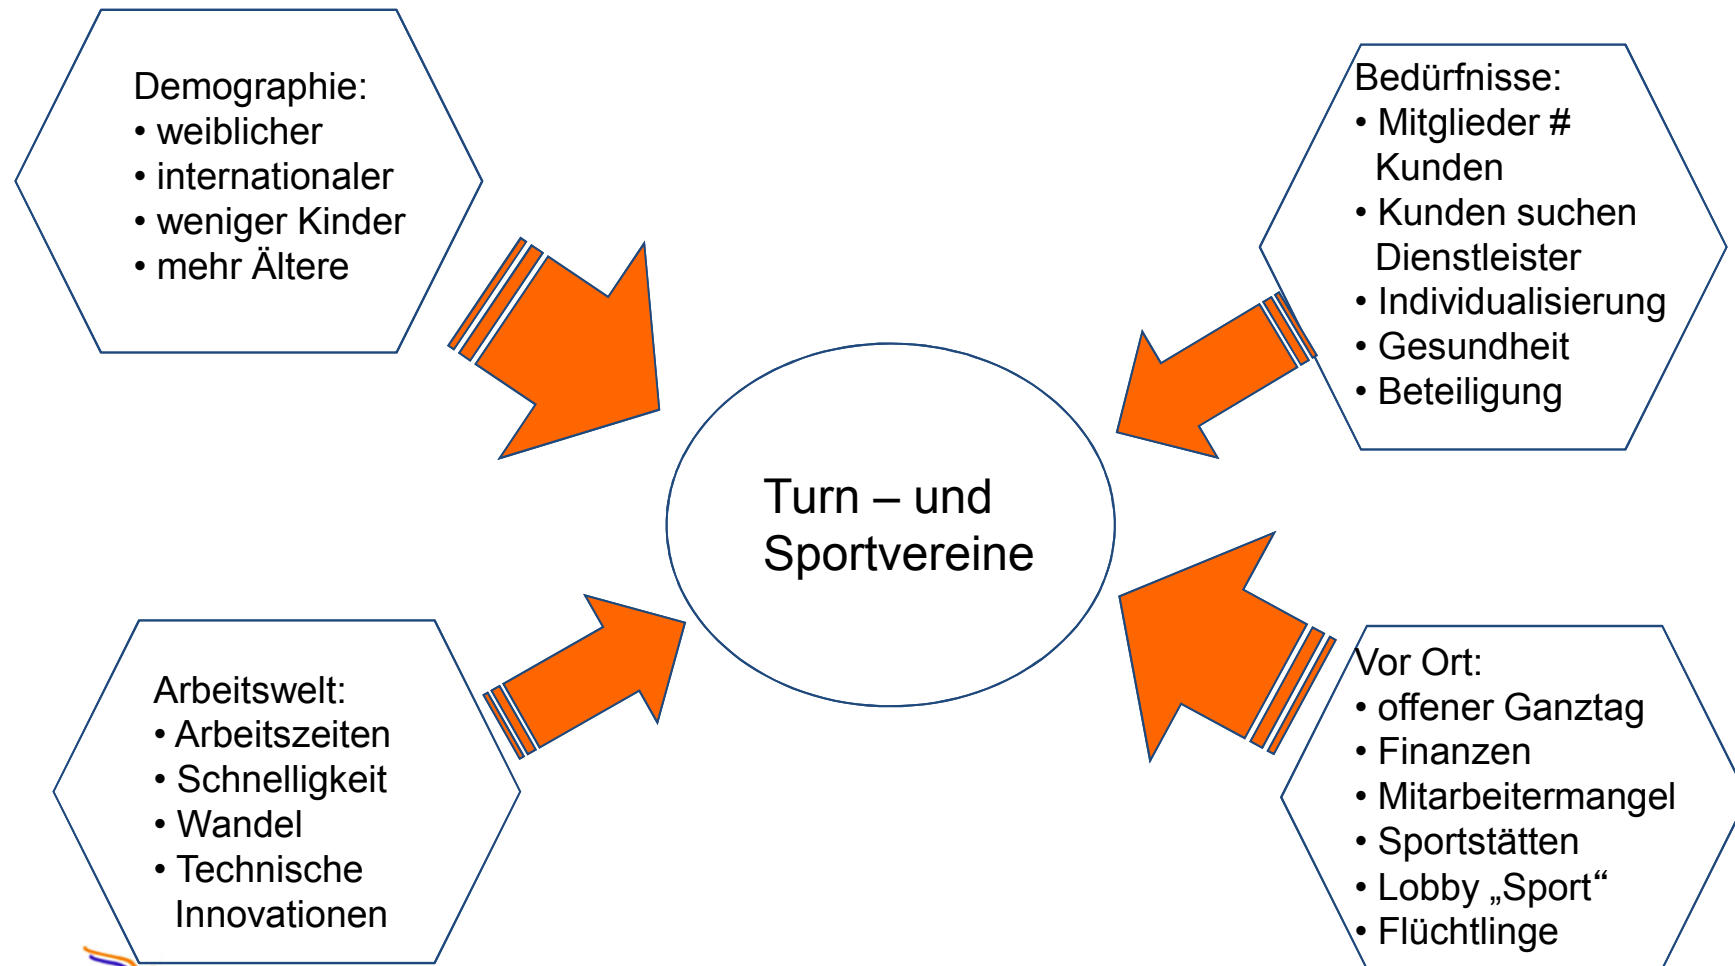 Demographie:
• weiblicher
• internationaler
• weniger Kinder
• mehr Ältere
Bedürfnisse:
• Mitglieder #
Kunden
• Kunden suchen
Dienstleister
• Individualisierung
• Gesundheit
• Beteiligung
Turn – und
Sportvereine
Arbeitswelt:
• Arbeitszeiten
• Schnelligkeit
• Wandel
• Technische
Innovationen
Vor Ort:
• offener Ganztag
• Finanzen
• Mitarbeitermangel
• Sportstätten
• Lobby „Sport“
• Flüchtlinge